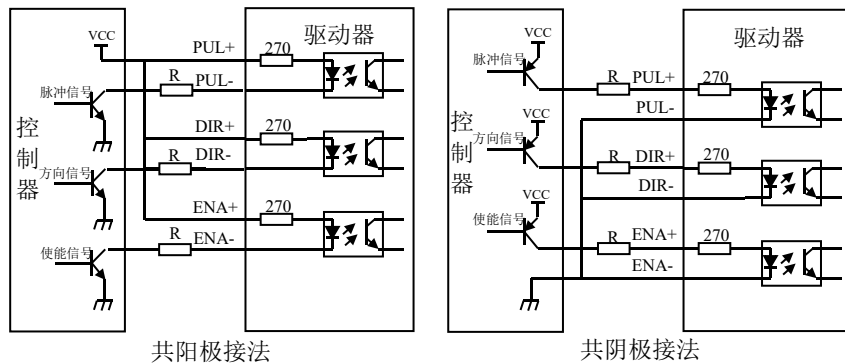 VCC
PUL+
270
驱动器
R
PUL-
脉冲信号
DIR+
270
控制器
R
DIR-
方向信号
ENA+
270
R
ENA-
使能信号
共阳极接法
VCC
驱动器
脉冲信号
R
PUL+
270
PUL-
VCC
控制器
方向信号
R
DIR+
270
DIR-
VCC
使能信号
R
ENA+
270
ENA-
共阴极接法